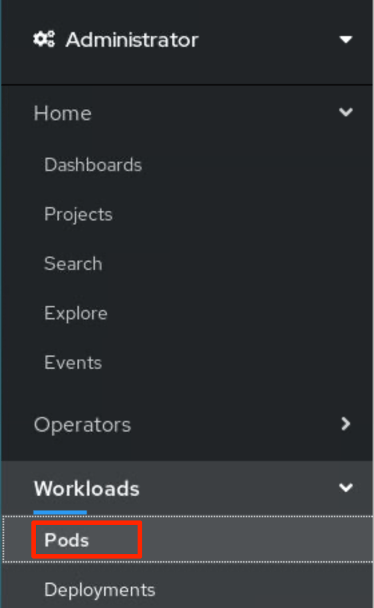 Administrator
Home
Dashboards
Projects
Search
Explore
Events
Operators
Workloads
Pods
Deployments